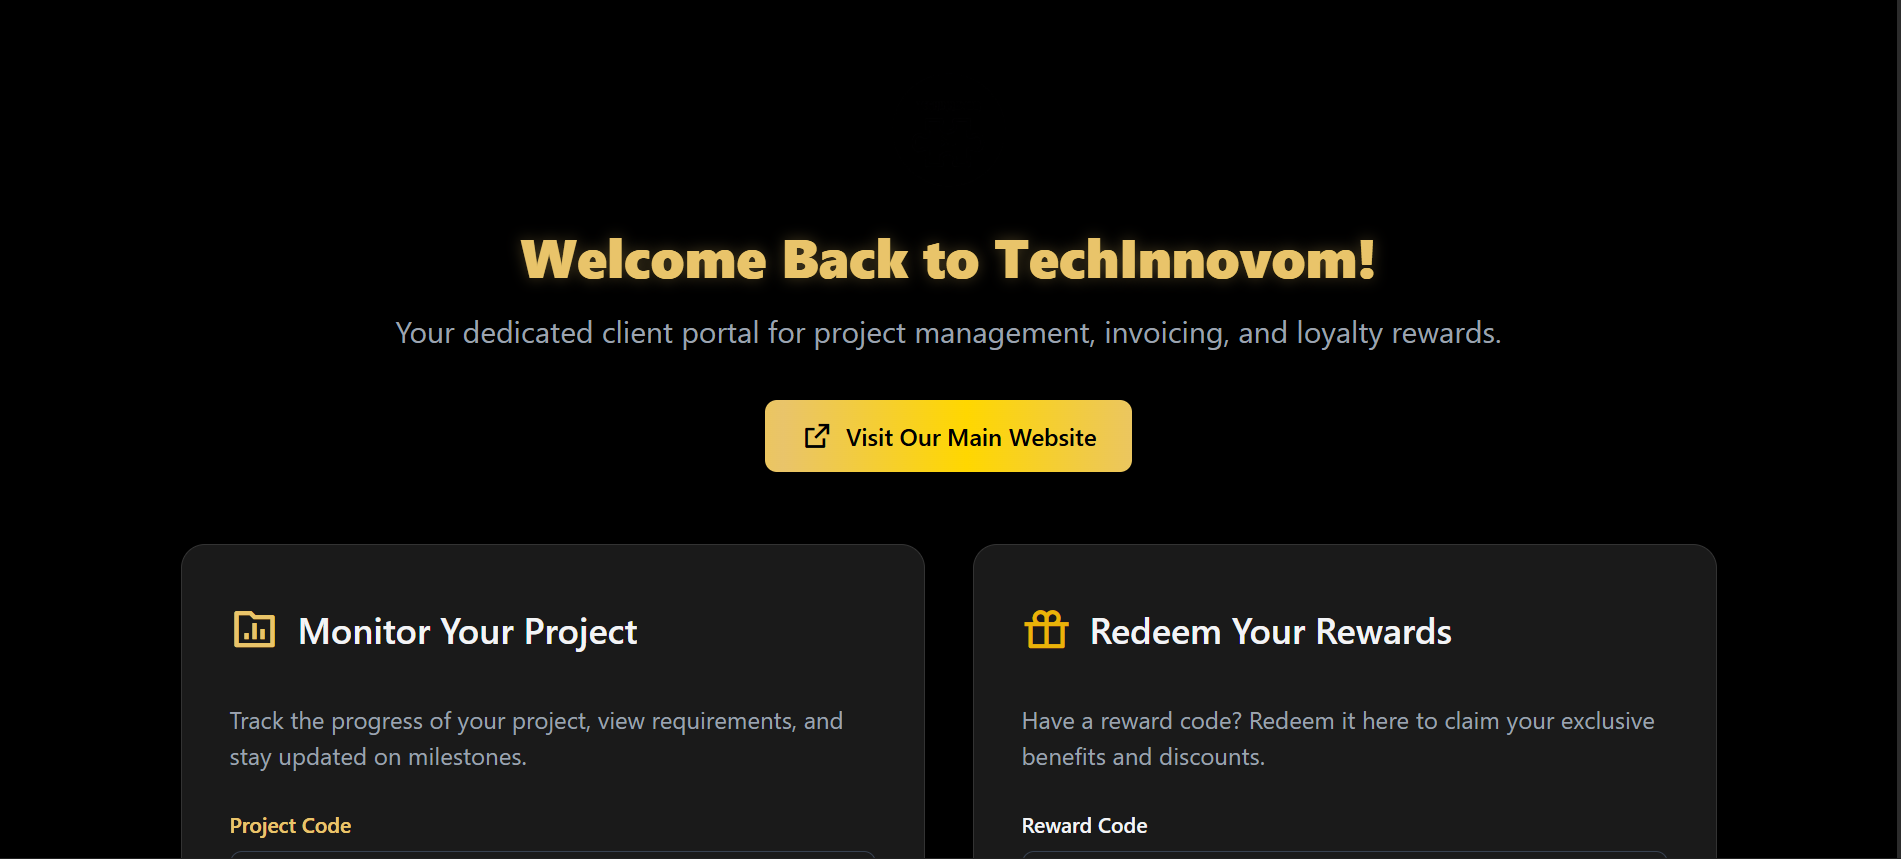 Welcome Back to TechInnovom!
Your dedicated client portal for project management, invoicing, and loyalty rewards.
Visit Our Main Website
Monitor Your Project
Track the progress of your project, view requirements, and
stay updated on milestones.
Project Code
Redeem Your Rewards
Have a reward code? Redeem it here to claim your exclusive
benefits and discounts.
Reward Code